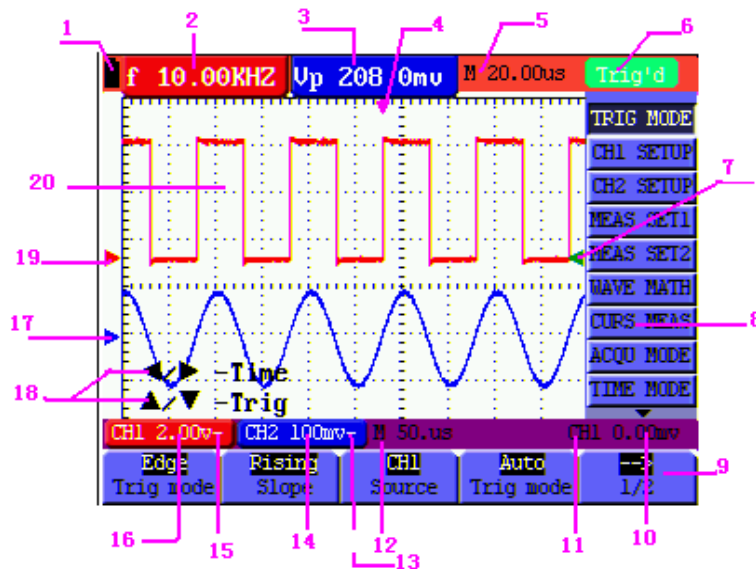 1 2 3 4 5 6
f 10.00KHZ Vp 208.0mv M 20.00us Trig'd
TRIG MODE
CH1 SETUP
CH2 SETUP
7
20
MEAS SET1
19
MEAS SET2
WAVE MATH
17
CURS MEAS
8
ACQU MODE
18
◀/▶ -Time
TIME MODE
▲/▼ -Trig
CH1 2.00v- CH2 100mv- M 50.us CH1 0.00mv
Edge Rising CH1 Auto -->
Trig mode Slope Source Trig mode 1/2
9
16 15 14 13 12 11 10